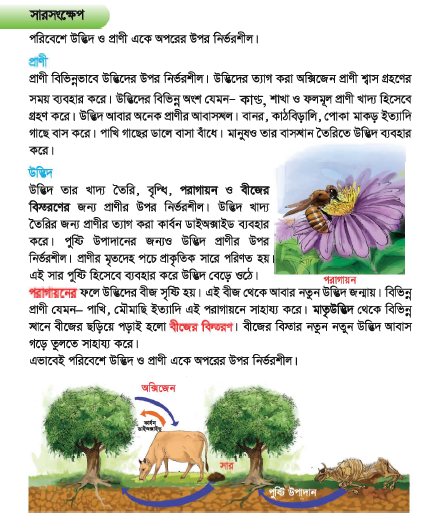 সারসংক্ষেপ
পরিবেশে উদ্ভিদ ও প্রাণী একে অপরের উপর নির্ভরশীল।
প্রাণী
প্রাণী বিভিন্নভাবে উদ্ভিদের উপর নির্ভরশীল। উদ্ভিদের ত্যাগ করা অক্সিজেন প্রাণী শ্বাস গ্রহণের
সময় ব্যবহার করে। উদ্ভিদের বিভিন্ন অংশ যেমন– কাণ্ড, শাখা ও ফলমূল প্রাণী খাদ্য হিসেবে
গ্রহণ করে। উদ্ভিদ আবার অনেক প্রাণীর আবাসস্থল। বানর, কাঠবিড়ালি, পোকা মাকড় ইত্যাদি
গাছে বাস করে। পাখি গাছের ডালে বাসা বাঁধে। মানুষও তার বাসস্থান তৈরিতে উদ্ভিদ ব্যবহার
করে।
উদ্ভিদ
উদ্ভিদ তার খাদ্য তৈরি, বৃদ্ধি, পরাগায়ন ও বীজের
বিস্তরণের জন্য প্রাণীর উপর নির্ভরশীল। উদ্ভিদ খাদ্য
তৈরির জন্য প্রাণীর ত্যাগ করা কার্বন ডাইঅক্সাইড ব্যবহার
করে। পুষ্টি উপাদানের জন্যও উদ্ভিদ প্রাণীর উপর
নির্ভরশীল। প্রাণীর মৃতদেহ পচে প্রাকৃতিক সারে পরিণত হয়।
এই সার পুষ্টি হিসেবে ব্যবহার করে উদ্ভিদ বেড়ে ওঠে।
পরাগায়ন
পরাগায়নের ফলে উদ্ভিদের বীজ সৃষ্টি হয়। এই বীজ থেকে আবার নতুন উদ্ভিদ জন্মায়। বিভিন্ন
প্রাণী যেমন– পাখি, মৌমাছি ইত্যাদি এই পরাগায়নে সাহায্য করে। মাতৃউদ্ভিদ থেকে বিভিন্ন
স্থানে বীজের ছড়িয়ে পড়াই হলো বীজের বিস্তরণ। বীজের বিস্তার নতুন নতুন উদ্ভিদ আবাস
গড়ে তুলতে সাহায্য করে।
এভাবেই পরিবেশে উদ্ভিদ ও প্রাণী একে অপরের উপর নির্ভরশীল।
অক্সিজেন
কার্বন
ডাইঅক্সাইড
সার
পুষ্টি উপাদান